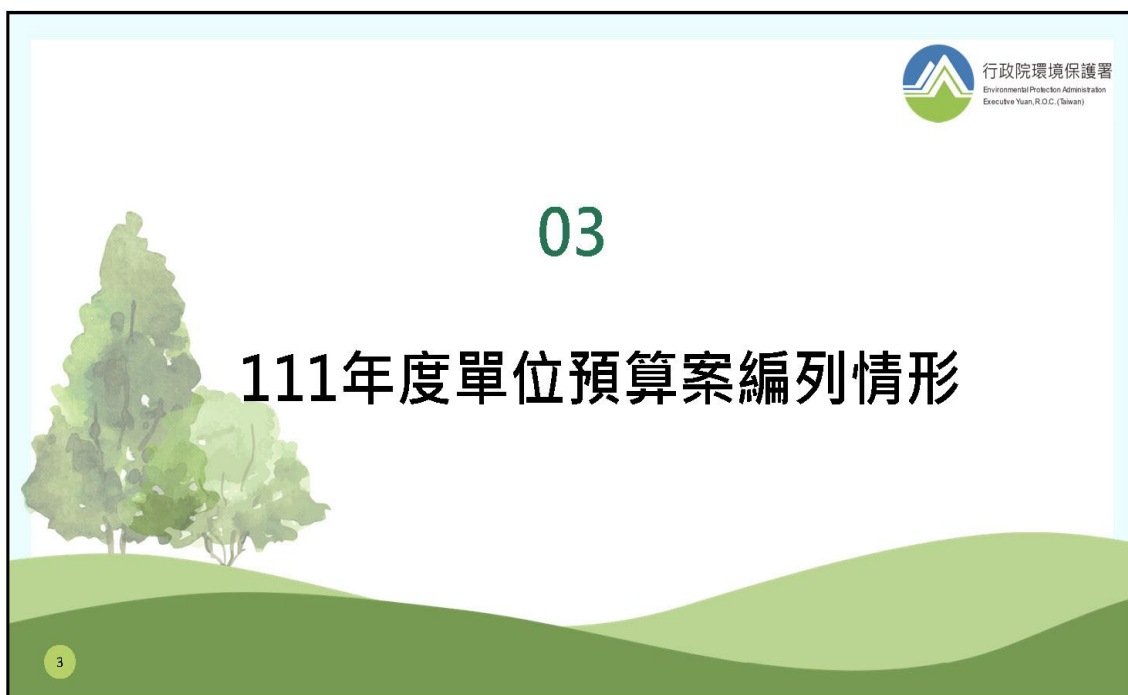 行政院環境保護署
Environmental Protection Administration
Executive Yuan, R.O.C. (Taiwan)
03
111年度單位預算案編列情形
3